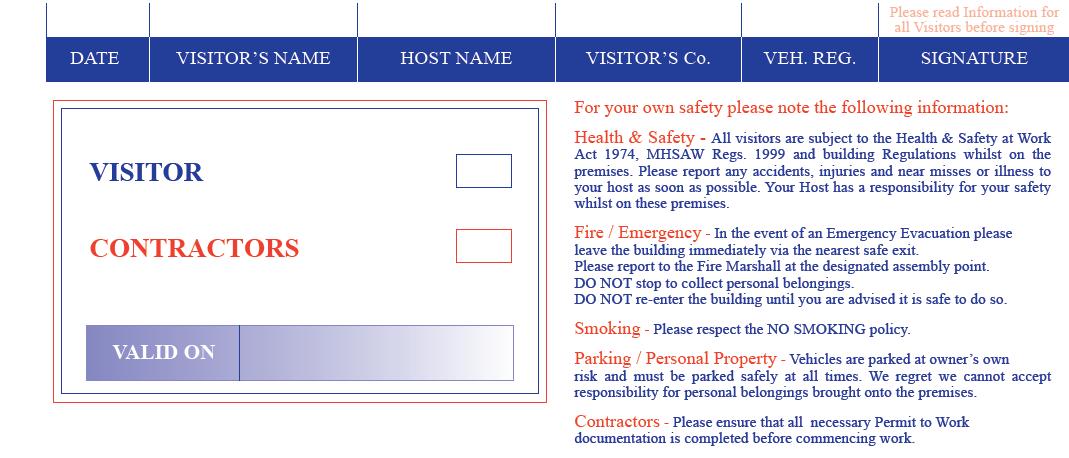 Please read Information for
all Visitors before signing
DATE VISITOR'S NAME HOST NAME VISITOR'S Co. VEH. REG. SIGNATURE
VISITOR
CONTRACTORS
VALID ON
For your own safety please note the following information:
Health & Safety - All visitors are subject to the Health & Safety at Work
Act 1974, MHSAW Regs. 1999 and building Regulations whilst on the
premises. Please report any accidents, injuries and near misses or illness to
your host as soon as possible. Your Host has a responsibility for your safety
whilst on these premises.
Fire / Emergency - In the event of an Emergency Evacuation please
leave the building immediately via the nearest safe exit.
Please report to the Fire Marshall at the designated assembly point.
DO NOT stop to collect personal belongings.
DO NOT re-enter the building until you are advised it is safe to do so.
Smoking - Please respect the NO SMOKING policy.
Parking / Personal Property - Vehicles are parked at owner's own
risk and must be parked safely at all times. We regret we cannot accept
responsibility for personal belongings brought onto the premises.
Contractors - Please ensure that all necessary Permit to Work
documentation is completed before commencing work.